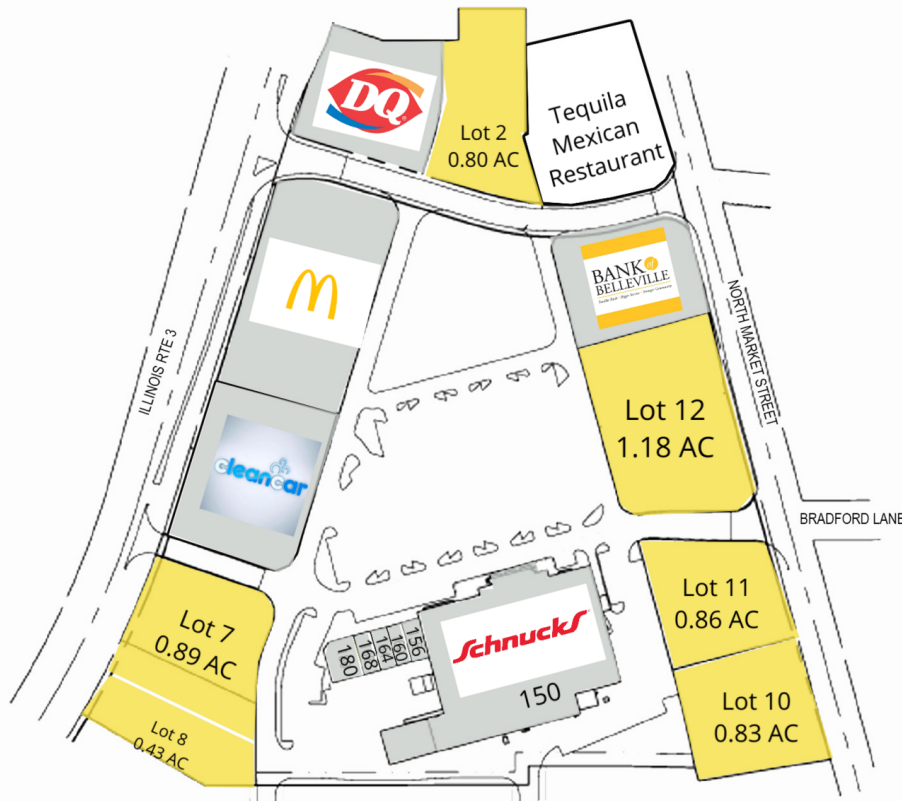 DQ
Lot 2
0.80 AC
Tequila
Mexican
Restaurant
BANK of
BELLEVILLE
ILLINOIS RTE 3
NORTH MARKET STREET
cleancar
Lot 12
1.18 AC
BRADFORD LANE
Lot 7
0.89 AC
Lot 8
0.43 AC
180
168
164
160
156
Schnucks
150
Lot 11
0.86 AC
Lot 10
0.83 AC